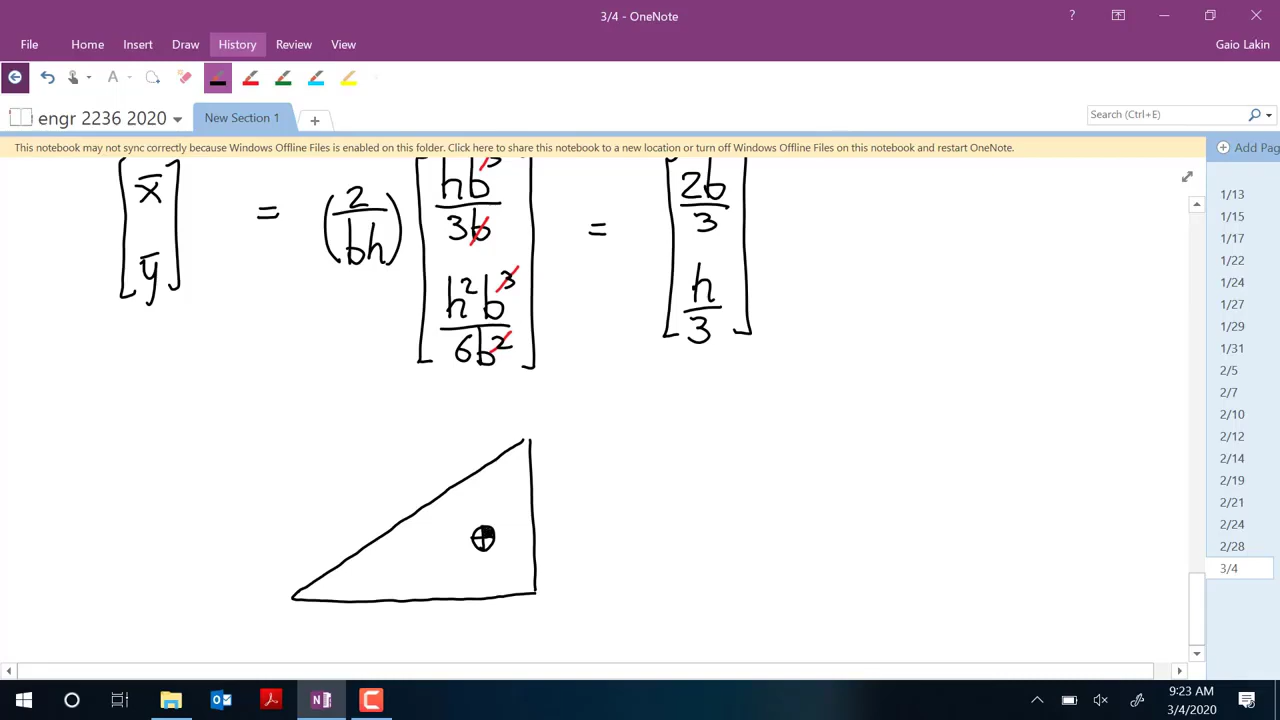 3/4 - OneNote
?
File Home Insert Draw History Review View
Gaio Lakin
A
engr 2236 2020
New Section 1
+
Search (Ctrl+E)
This notebook may not sync correctly because Windows Offline Files is enabled on this folder. Click here to share this notebook to a new location or turn off Windows Offline Files on this notebook and restart OneNote.
Add Pag
1/13
1/15
1/17
1/22
1/24
1/27
1/29
1/31
2/5
2/7
2/10
2/12
2/14
2/19
2/21
2/24
2/28
3/4
[x̄ ȳ] = (2/bh) [hb³/3b h²b³/6b²] = [2b/3 h/3]
9:23 AM
3/4/2020